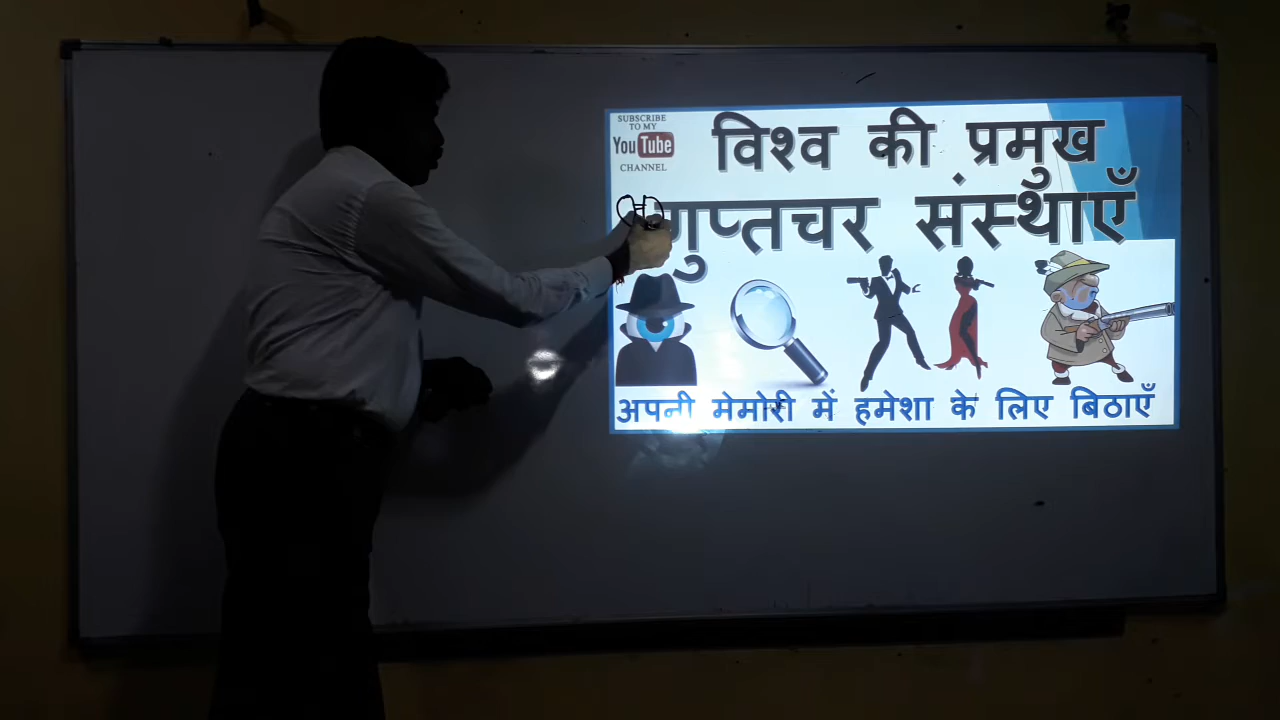 SUBSCRIBE
TO MY
YouTube
CHANNEL
विश्व की प्रमुख
गुप्तचर संस्थाएँ
अपनी मेमोरी में हमेशा के लिए बिठाएँ